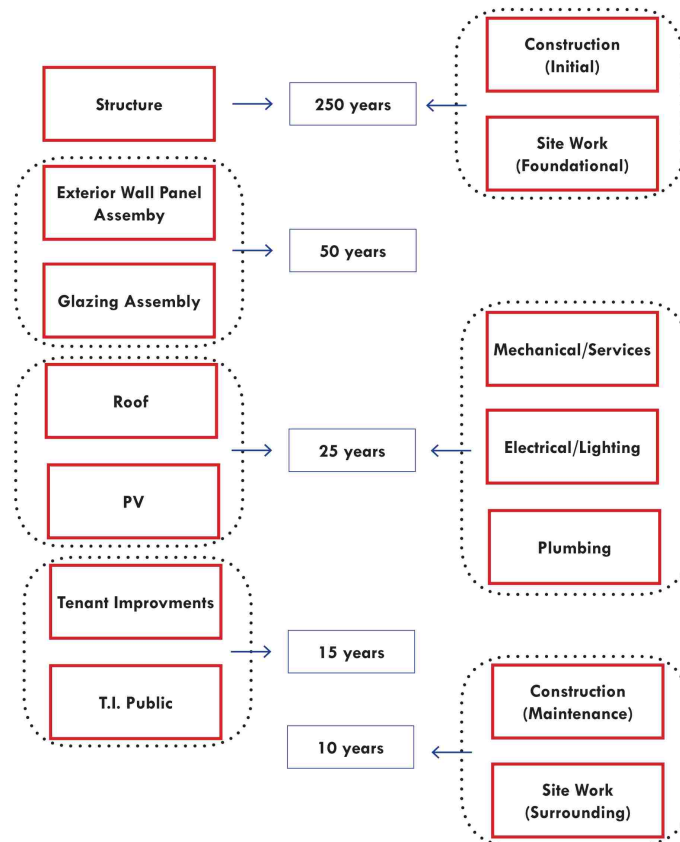 Construction
(Initial)
Structure
250 years
Site Work
(Foundational)
Exterior Wall Panel
Assemby
50 years
Glazing Assembly
Mechanical/Services
Roof
25 years
Electrical/Lighting
PV
Plumbing
Tenant Improvments
15 years
T.I. Public
Construction
(Maintenance)
10 years
Site Work
(Surrounding)